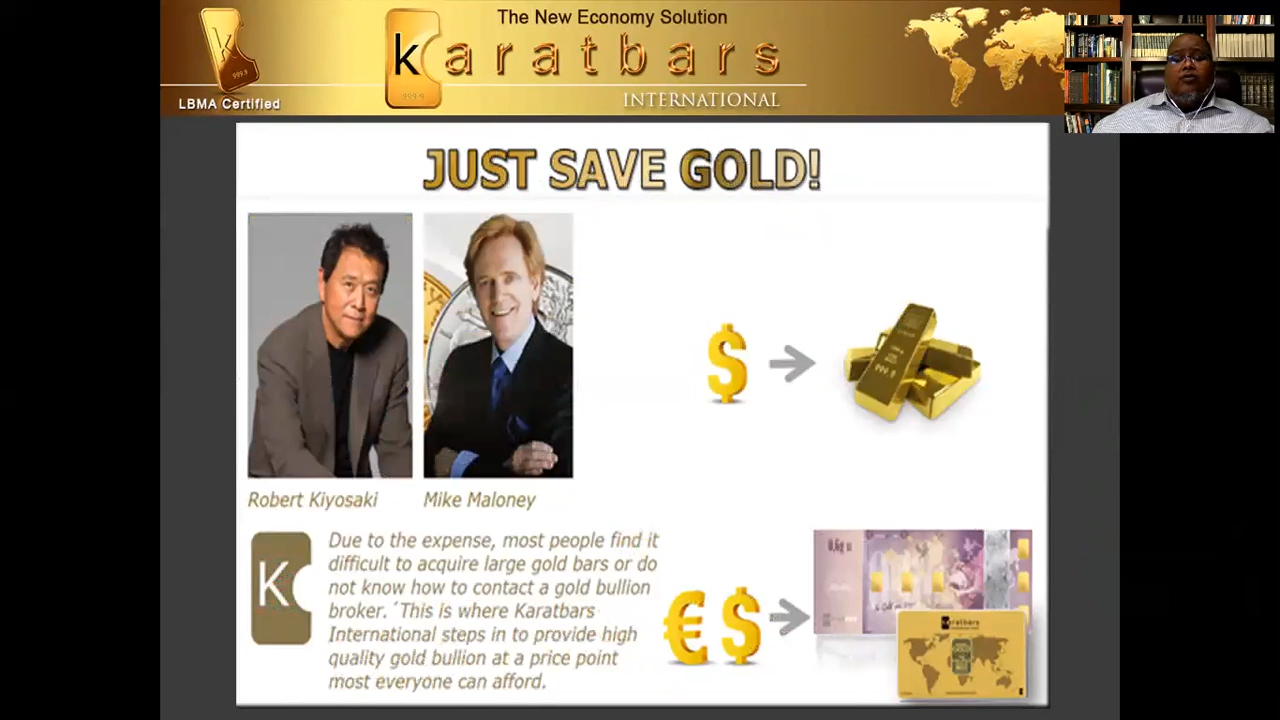 The New Economy Solution
karatbars
INTERNATIONAL
LBMA Certified
JUST SAVE GOLD!
Robert Kiyosaki
Mike Maloney
Due to the expense, most people find it
difficult to acquire large gold bars or do
not know how to contact a gold bullion
broker.´This is where Karatbars
International steps in to provide high
quality gold bullion at a price point
most everyone can afford.
K
$
999.9
€$
karatbars